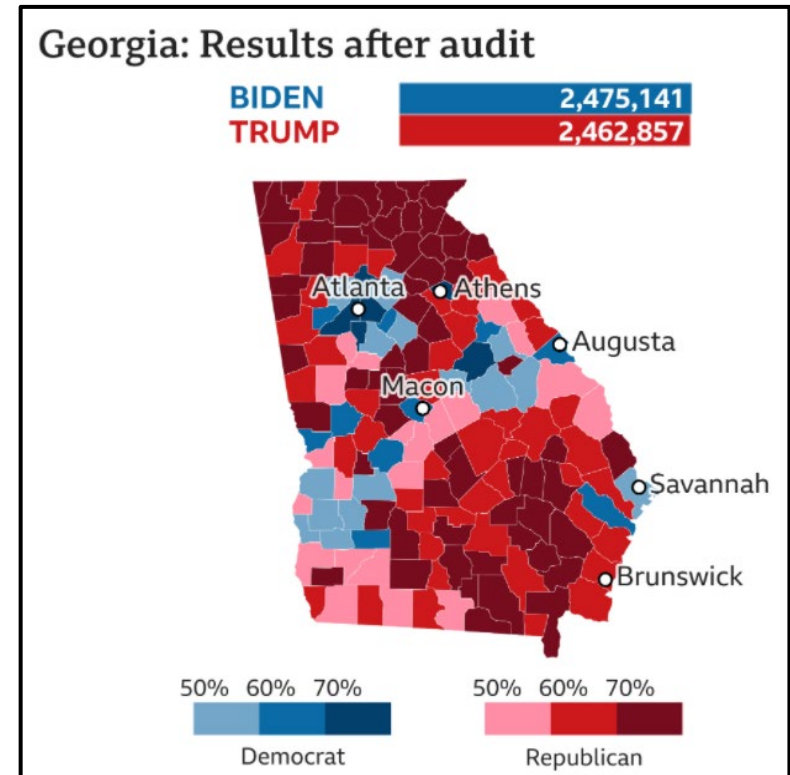 Georgia: Results after audit
BIDEN 2,475,141
TRUMP 2,462,857
Atlanta
Athens
Augusta
Macon
Savannah
Brunswick
50% 60% 70% 50% 60% 70%
Democrat Republican